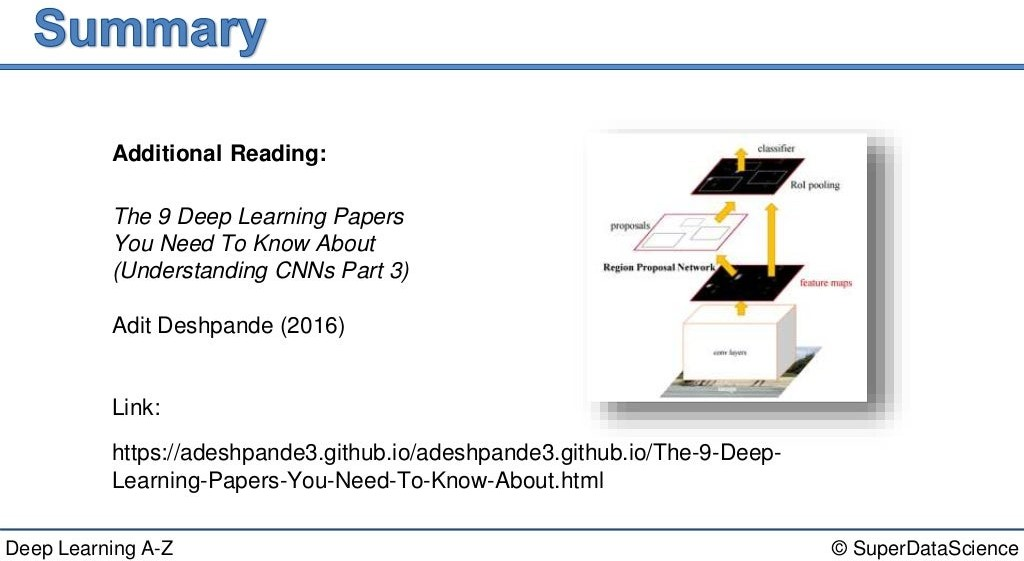 Summary
Additional Reading:
The 9 Deep Learning Papers
You Need To Know About
(Understanding CNNs Part 3)
Adit Deshpande (2016)
Link:
https://adeshpande3.github.io/adeshpande3.github.io/The-9-Deep-
Learning-Papers-You-Need-To-Know-About.html
classifier
RoI pooling
proposals
Region Proposal Network
feature maps
conv layers
Deep Learning A-Z
© SuperDataScience